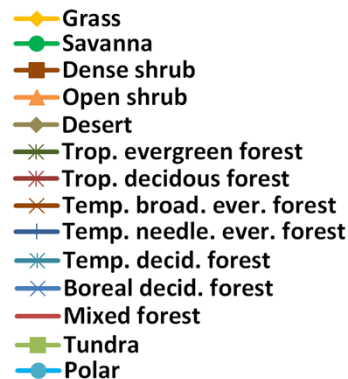 Grass
Savanna
Dense shrub
Open shrub
Desert
Trop. evergreen forest
Trop. decidous forest
Temp. broad. ever. forest
Temp. needle. ever. forest
Temp. decid. forest
Boreal decid. forest
Mixed forest
Tundra
Polar